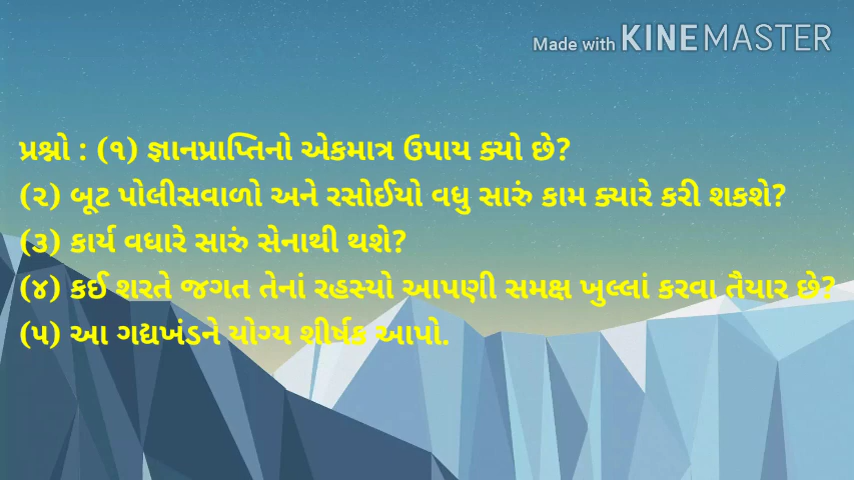 Made with KINEMASTER
પ્રશ્નો : (૧) જ્ઞાનપ્રાપ્તિનો એકમાત્ર ઉપાય ક્યો છે?
(૨) બૂટ પોલીસવાળો અને રસોઈયો વધુ સારું કામ ક્યારે કરી શકશે?
(૩) કાર્ય વધારે સારું સેનાથી થશે?
(૪) કઈ શરતે જગત તેનાં રહસ્યો આપણી સમક્ષ ખુલ્લાં કરવા તૈયાર છે?
(૫) આ ગદ્યખંડને યોગ્ય શીર્ષક આપો.